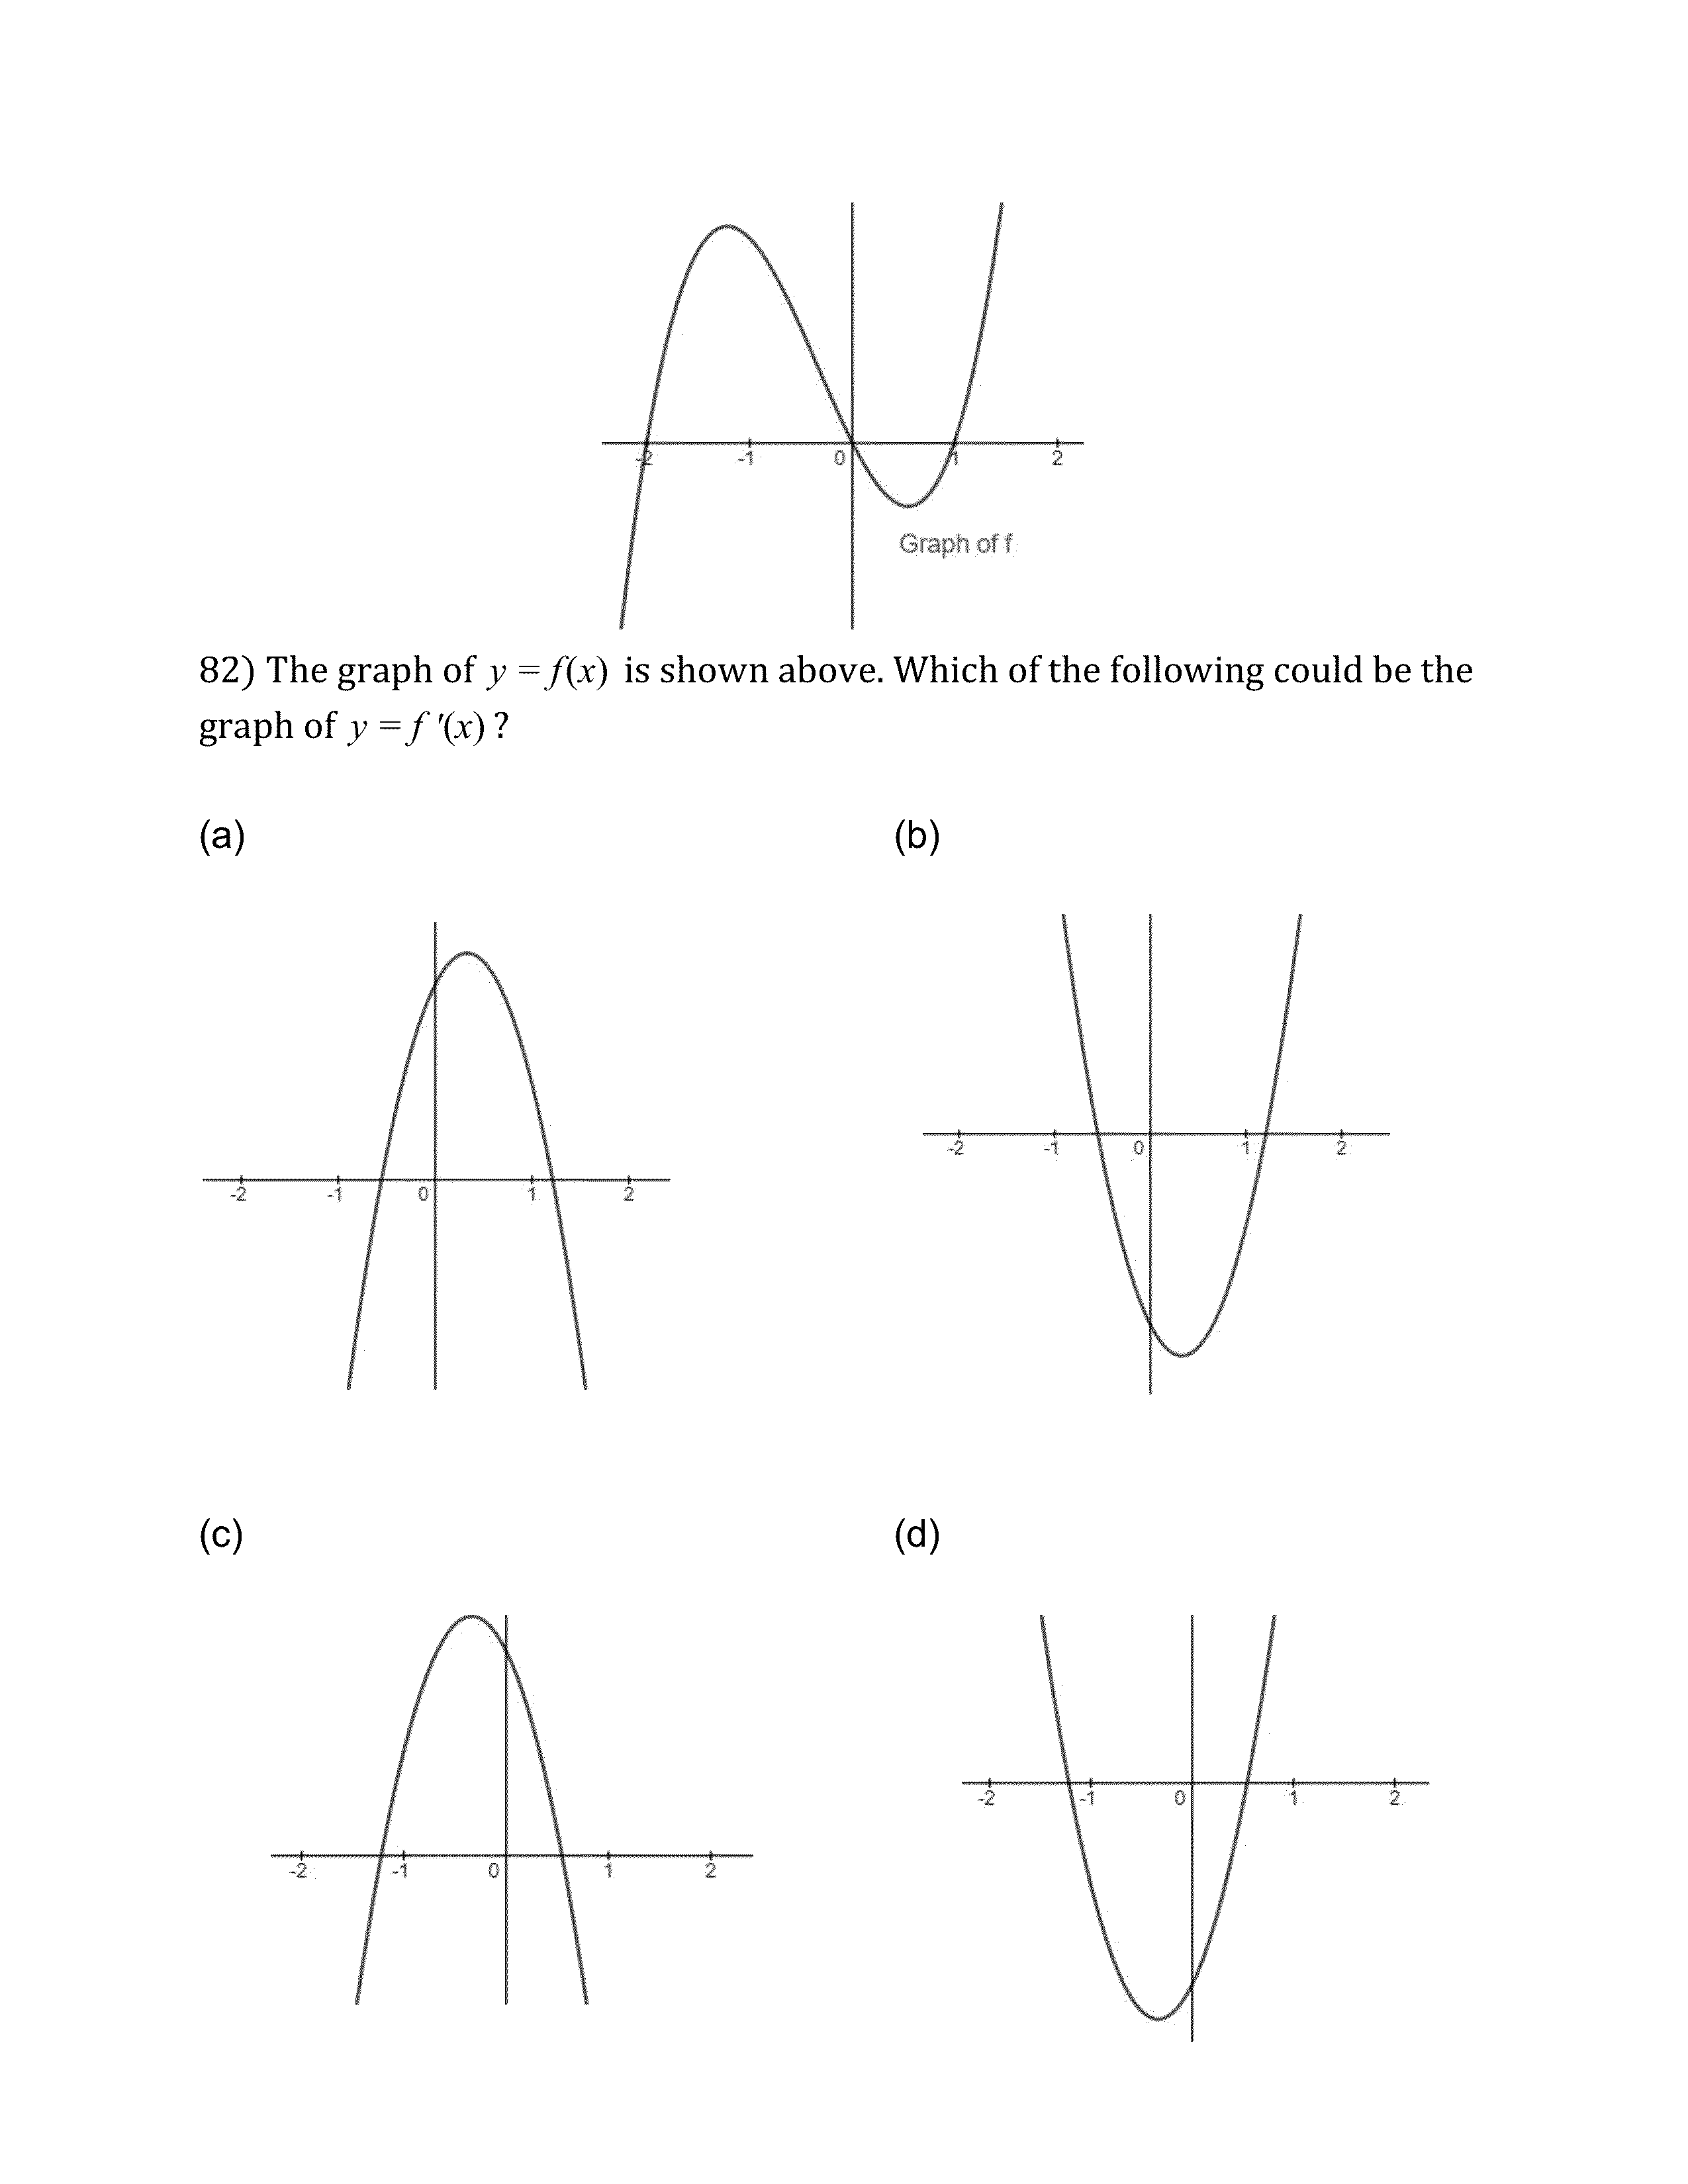 -2 -1 0 1 2
Graph of f
82) The graph of y = f(x) is shown above. Which of the following could be the
graph of y = f '(x) ?
(a) (b)
-2 -1 0 1 2
-2 -1 0 1 2
(c) (d)
-2 -1 0 1 2
-2 -1 0 1 2